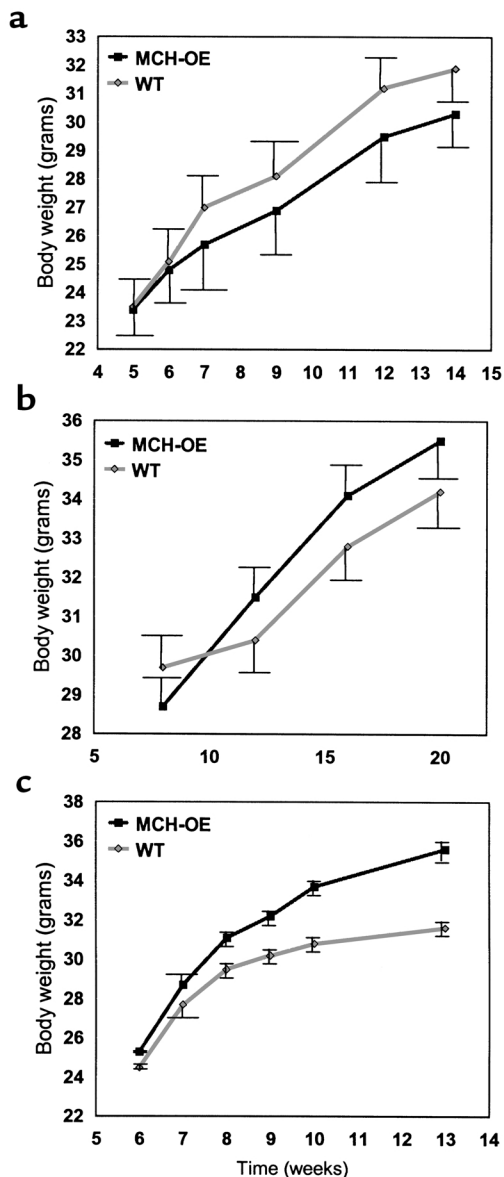 a
33
32
31
30
29
28
27
26
25
24
23
22
Body weight (grams)
MCH-OE
WT
4 5 6 7 8 9 10 11 12 13 14 15
b
36
35
34
33
32
31
30
29
28
Body weight (grams)
MCH-OE
WT
5 10 15 20
c
38
36
34
32
30
28
26
24
22
Body weight (grams)
MCH-OE
WT
5 6 7 8 9 10 11 12 13 14
Time (weeks)